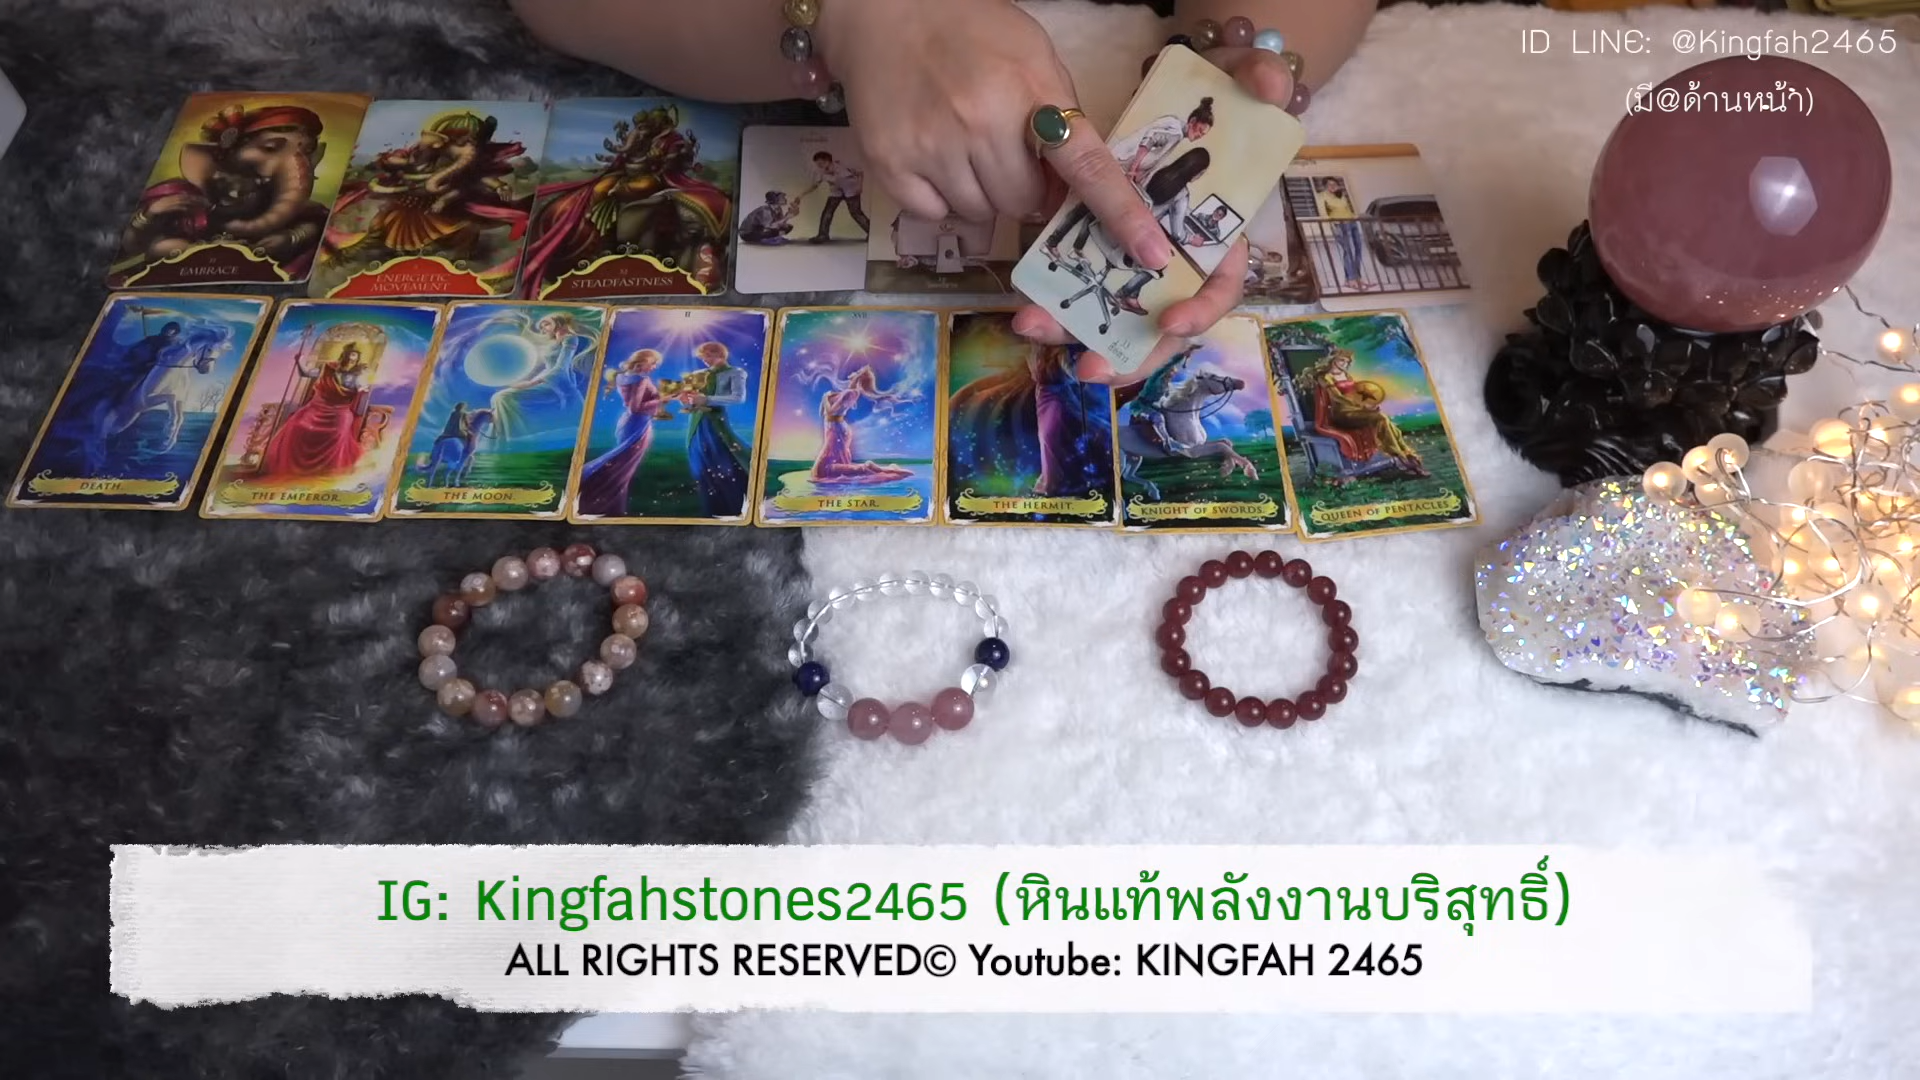 ID LINE: @Kingfah2465
(มี@ด้านหน้า)
EMBRACE
ENERGETIC
MOVEMENT
STEADFASTNESS
DEATH.
THE EMPEROR.
THE MOON.
II
XVII
THE STAR.
THE HERMIT.
KNIGHT OF SWORDS.
QUEEN OF PENTACLES
IG: Kingfahstones2465 (หินแท้พลังงานบริสุทธิ์)
ALL RIGHTS RESERVED© Youtube: KINGFAH 2465